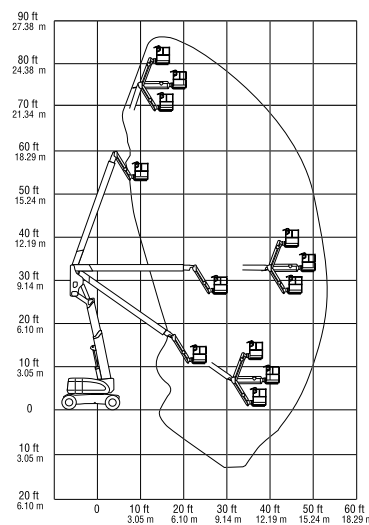 90 ft
27.38 m
80 ft
24.38 m
70 ft
21.34 m
60 ft
18.29 m
50 ft
15.24 m
40 ft
12.19 m
30 ft
9.14 m
20 ft
6.10 m
10 ft
3.05 m
0
10 ft
3.05 m
20 ft
6.10 m
0 10 ft 20 ft 30 ft 40 ft 50 ft 60 ft
3.05 m 6.10 m 9.14 m 12.19 m 15.24 m 18.29 m